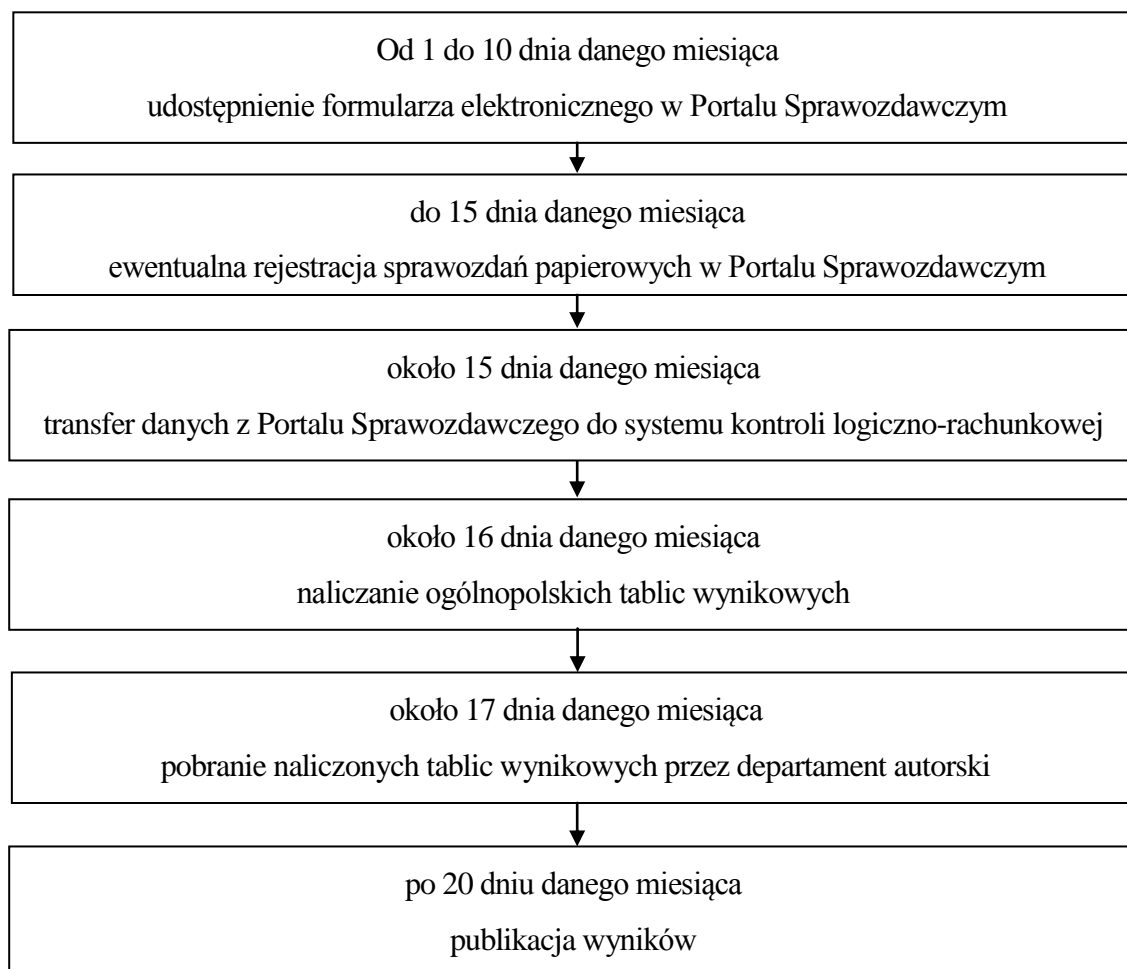 Od 1 do 10 dnia danego miesiąca
udostępnienie formularza elektronicznego w Portalu Sprawozdawczym
do 15 dnia danego miesiąca
ewentualna rejestracja sprawozdań papierowych w Portalu Sprawozdawczym
około 15 dnia danego miesiąca
transfer danych z Portalu Sprawozdawczego do systemu kontroli logiczno-rachunkowej
około 16 dnia danego miesiąca
naliczanie ogólnopolskich tablic wynikowych
około 17 dnia danego miesiąca
pobranie naliczonych tablic wynikowych przez departament autorski
po 20 dniu danego miesiąca
publikacja wyników